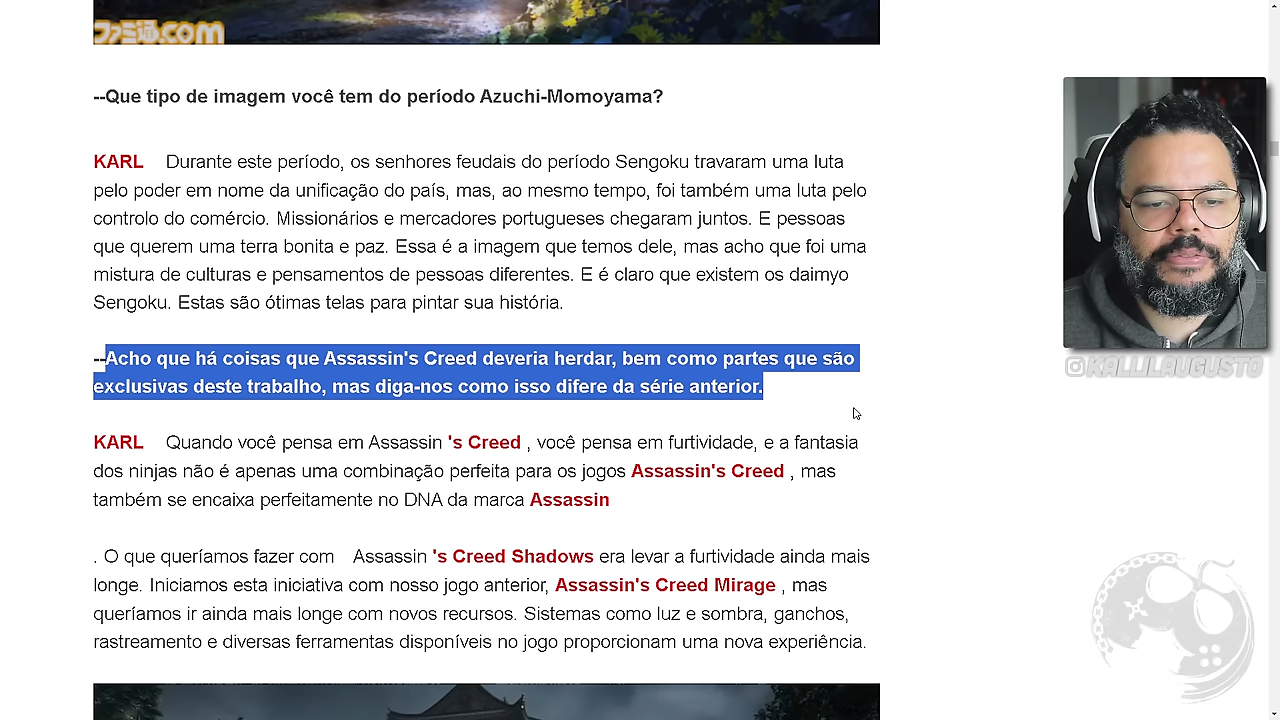 ファミ通.com
--Que tipo de imagem você tem do período Azuchi-Momoyama?
KARL Durante este período, os senhores feudais do período Sengoku travaram uma luta
pelo poder em nome da unificação do país, mas, ao mesmo tempo, foi também uma luta pelo
controlo do comércio. Missionários e mercadores portugueses chegaram juntos. E pessoas
que querem uma terra bonita e paz. Essa é a imagem que temos dele, mas acho que foi uma
mistura de culturas e pensamentos de pessoas diferentes. E é claro que existem os daimyo
Sengoku. Estas são ótimas telas para pintar sua história.
--Acho que há coisas que Assassin's Creed deveria herdar, bem como partes que são
exclusivas deste trabalho, mas diga-nos como isso difere da série anterior.
KARL Quando você pensa em Assassin 's Creed , você pensa em furtividade, e a fantasia
dos ninjas não é apenas uma combinação perfeita para os jogos Assassin's Creed , mas
também se encaixa perfeitamente no DNA da marca Assassin
. O que queríamos fazer com Assassin 's Creed Shadows era levar a furtividade ainda mais
longe. Iniciamos esta iniciativa com nosso jogo anterior, Assassin's Creed Mirage , mas
queríamos ir ainda mais longe com novos recursos. Sistemas como luz e sombra, ganchos,
rastreamento e diversas ferramentas disponíveis no jogo proporcionam uma nova experiência.
@KALLILAUGUSTO